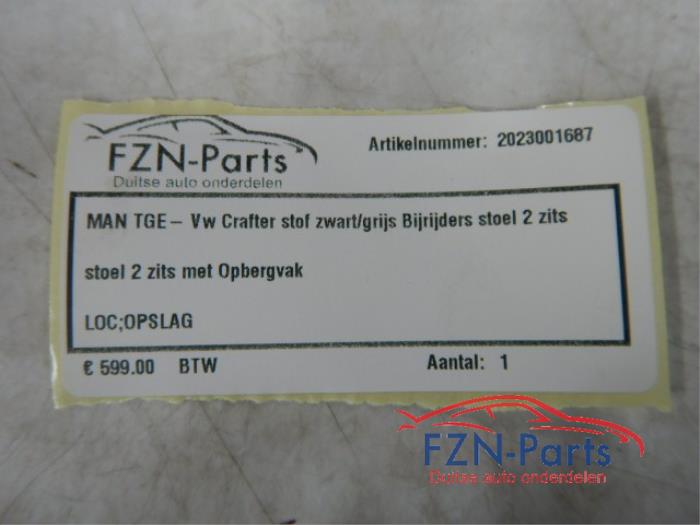 FZN-Parts
Duitse auto onderdelen
Artikelnummer: 2023001687
MAN TGE – Vw Crafter stof zwart/grijs Bijrijders stoel 2 zits
stoel 2 zits met Opbergvak
LOC;OPSLAG
€ 599.00 BTW Aantal: 1
FZN-Parts
Duitse auto onderdelen